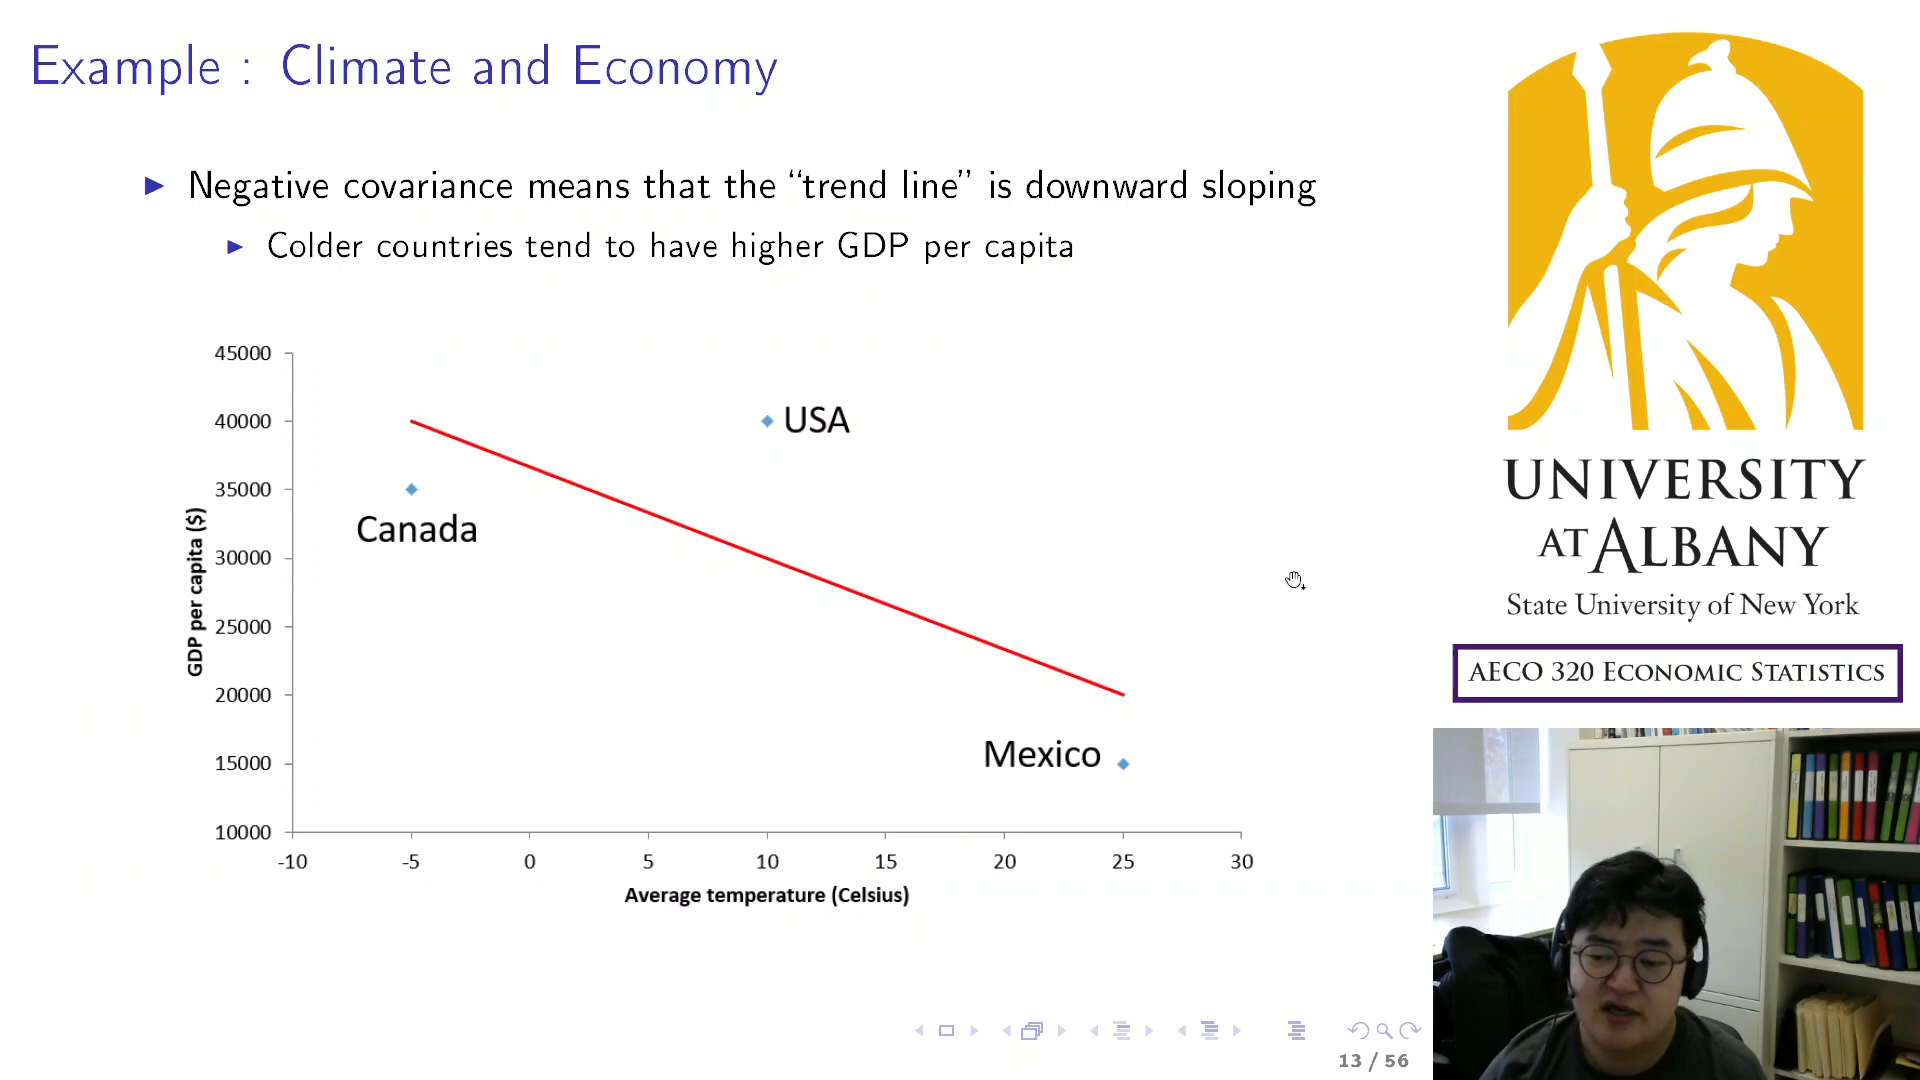 Example : Climate and Economy
Negative covariance means that the “trend line” is downward sloping
Colder countries tend to have higher GDP per capita
45000
40000
35000
30000
25000
20000
15000
10000
GDP per capita ($)
USA
Canada
Mexico
-10 -5 0 5 10 15 20 25 30
Average temperature (Celsius)
13 / 56
UNIVERSITY
AT ALBANY
State University of New York
AECO 320 ECONOMIC STATISTICS